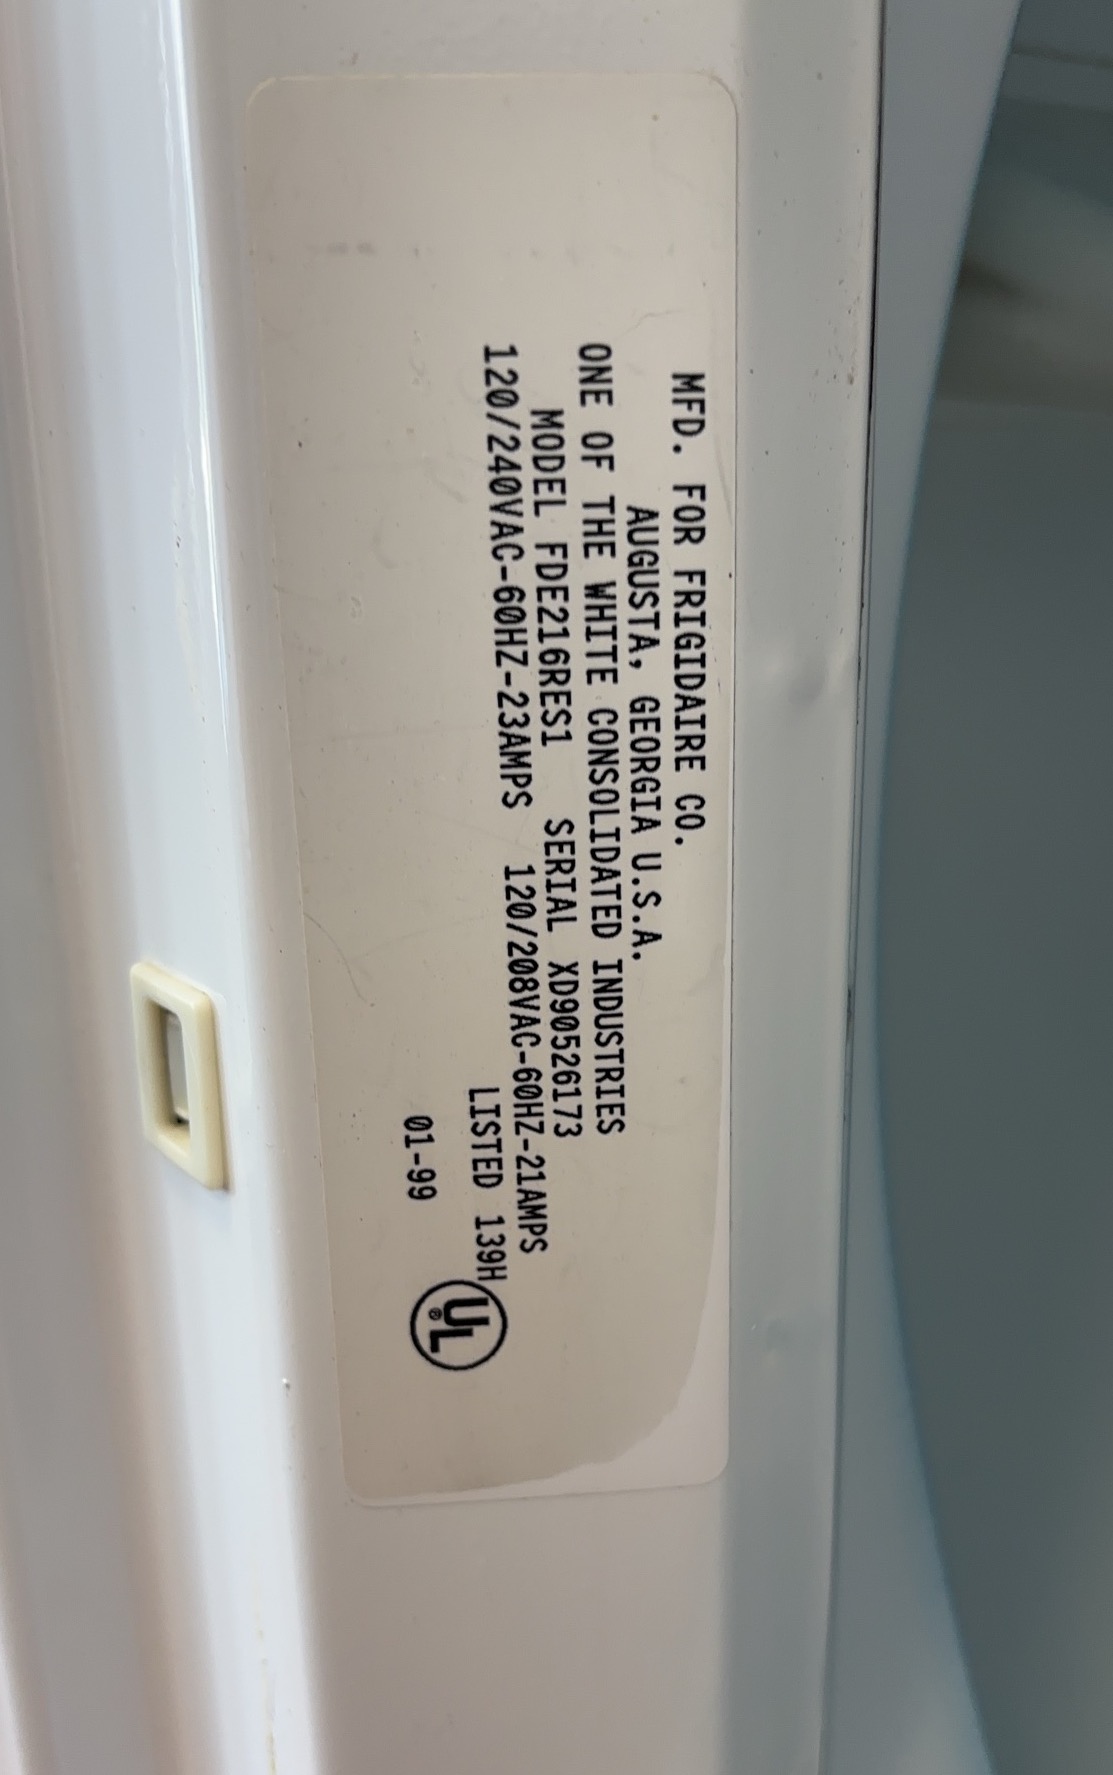 MFD. FOR FRIGIDAIRE CO.
AUGUSTA, GEORGIA U.S.A.
ONE OF THE WHITE CONSOLIDATED INDUSTRIES
MODEL FDE216RES1 SERIAL XD90526173
120/240VAC-60HZ-23AMPS 120/208VAC-60HZ-21AMPS
LISTED 139H
01-99
UL®